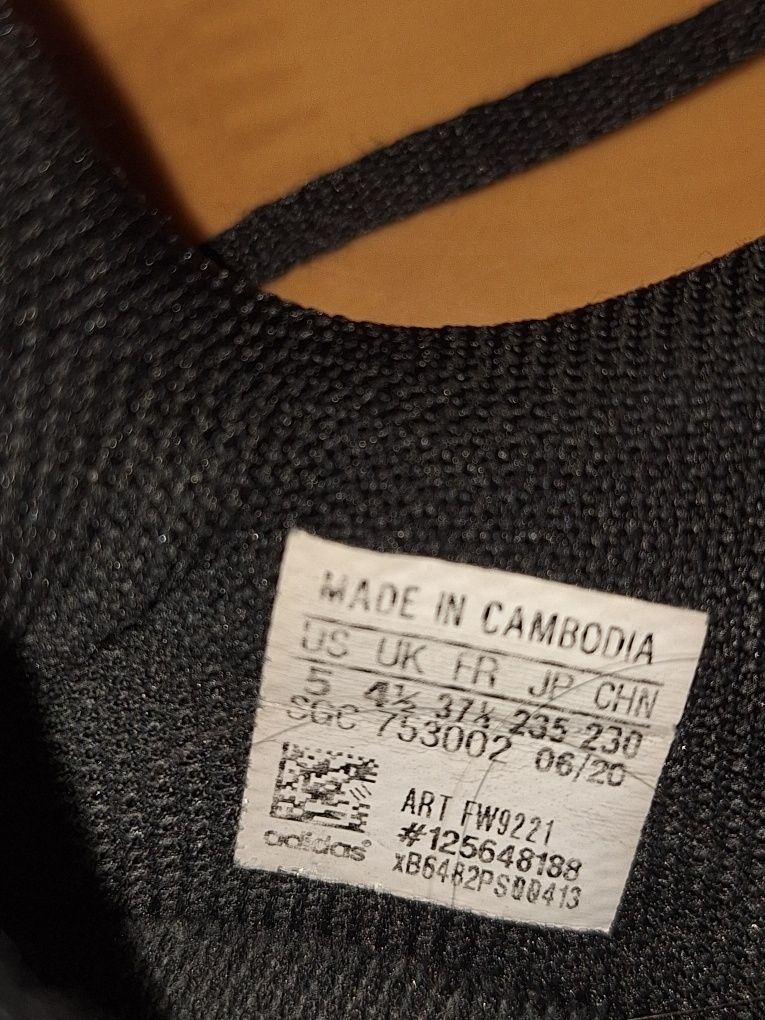 MADE IN CAMBODIA
US UK FR JP CHN
5 4½ 37⅓ 235 230
SGC 753002 06/20
ART FW9221
#125648188
adidas
xB6482PS00413